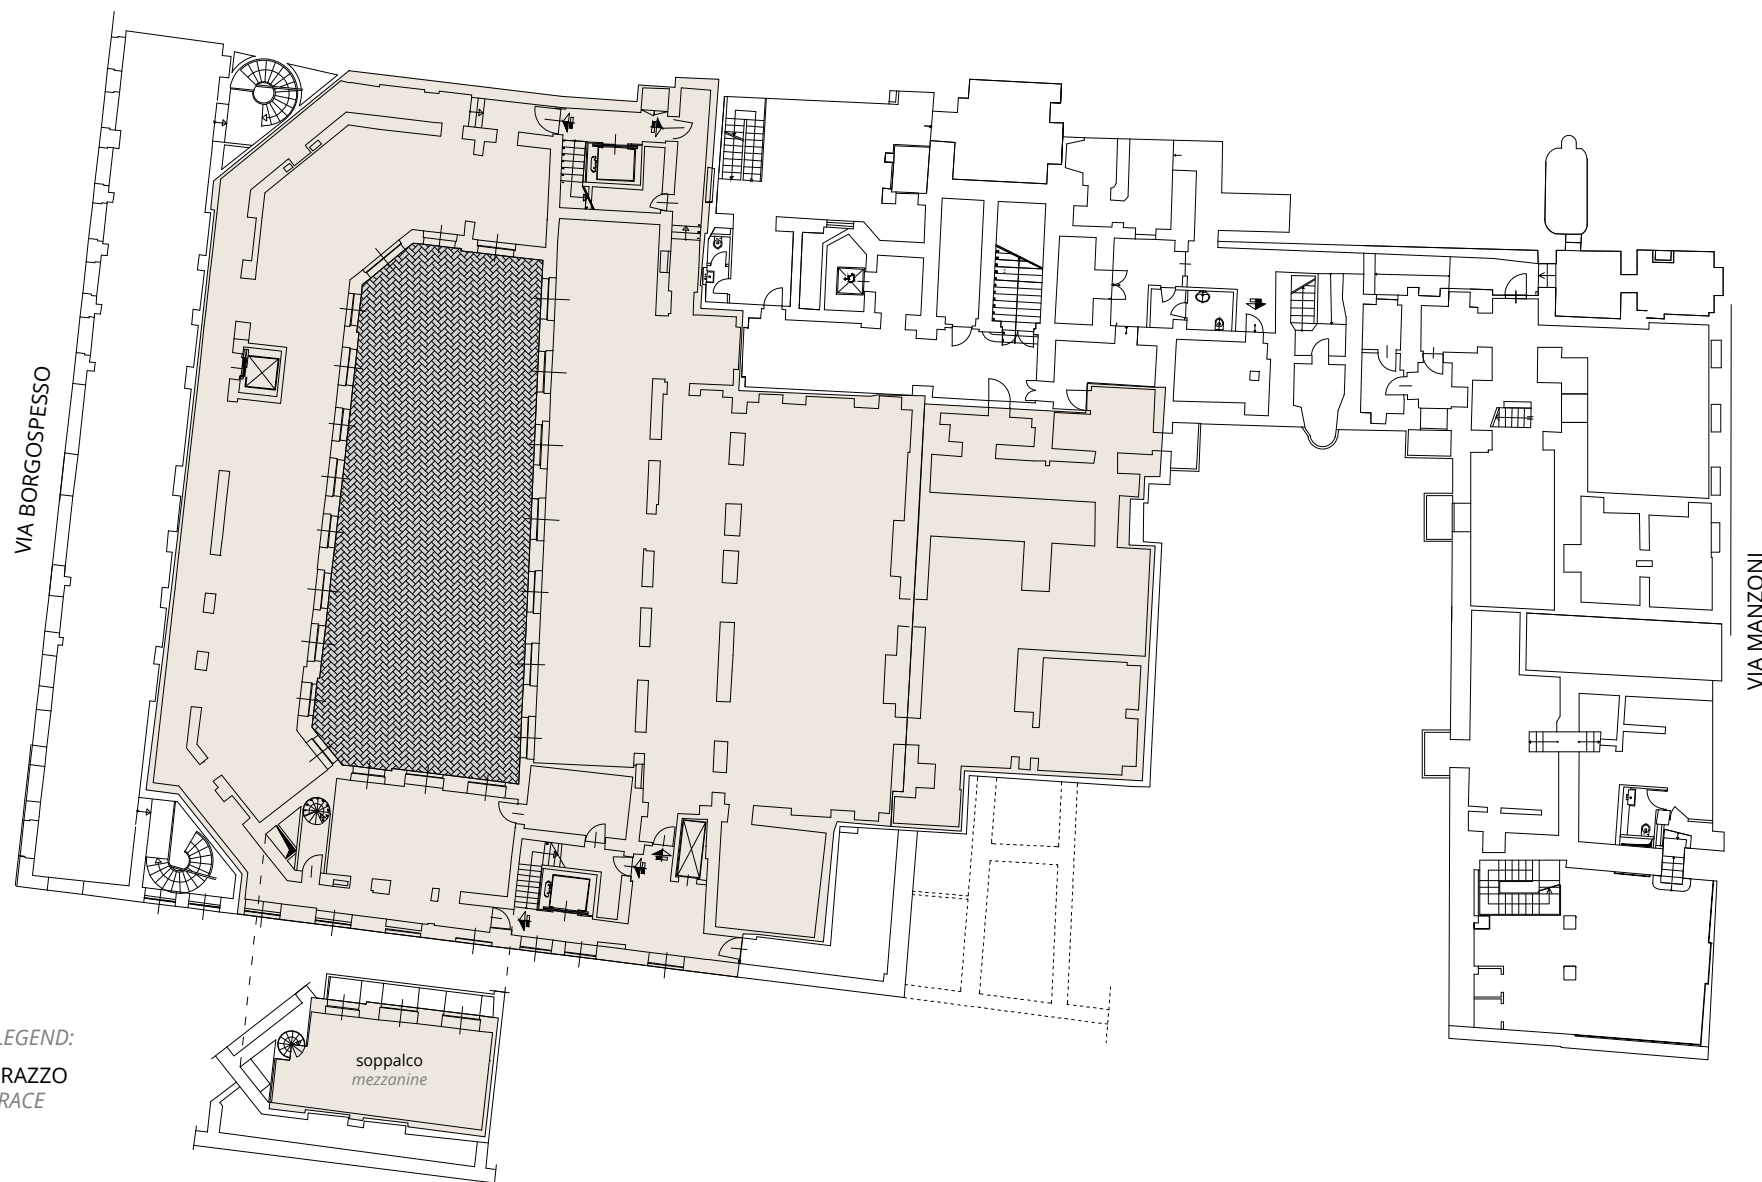 VIA BORGOSPESSO
VIA MANZONI
LEGEND:
RAZZO
RACE
soppalco
mezzanine